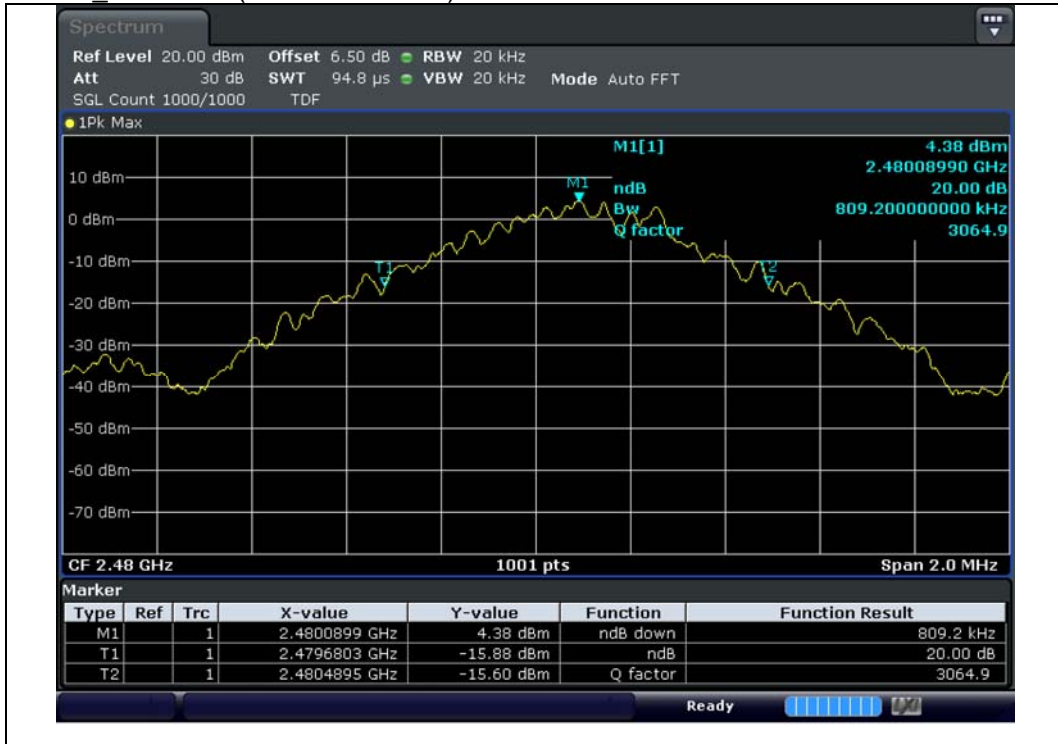 Spectrum
Ref Level 20.00 dBm Offset 6.50 dB RBW 20 kHz
Att 30 dB SWT 94.8 µs VBW 20 kHz Mode Auto FFT
SGL Count 1000/1000 TDF
1Pk Max
M1[1] 4.38 dBm
2.48008990 GHz
10 dBm
M1
ndB 20.00 dB
0 dBm
Bw 809.200000000 kHz
Q factor 3064.9
-10 dBm
T1
T2
-20 dBm
-30 dBm
-40 dBm
-50 dBm
-60 dBm
-70 dBm
CF 2.48 GHz 1001 pts Span 2.0 MHz
Marker
Type Ref Trc X-value Y-value Function Function Result
M1 1 2.4800899 GHz 4.38 dBm ndB down 809.2 kHz
T1 1 2.4796803 GHz -15.88 dBm ndB 20.00 dB
T2 1 2.4804895 GHz -15.60 dBm Q factor 3064.9
Ready